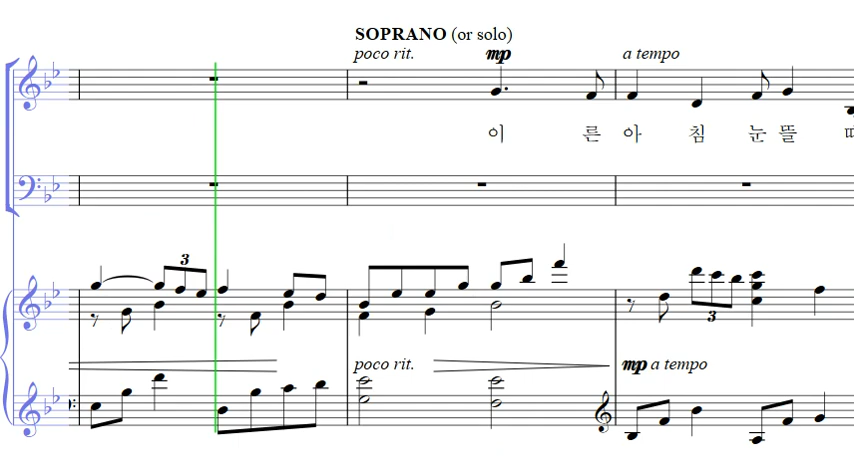 SOPRANO (or solo)
poco rit. mp a tempo
이 른 아 침 눈 뜰
3
3
poco rit. mp a tempo